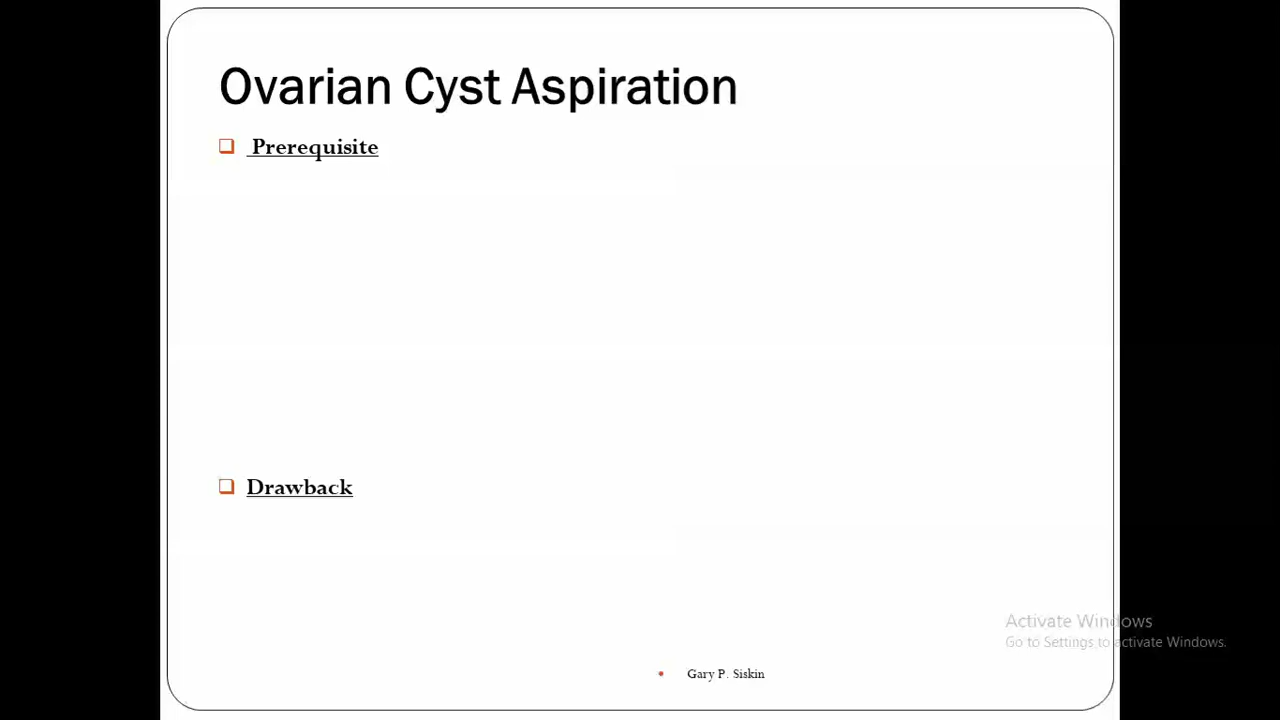 Ovarian Cyst Aspiration
Prerequisite
Drawback
Activate Windows
Go to Settings to activate Windows.
Gary P. Siskin